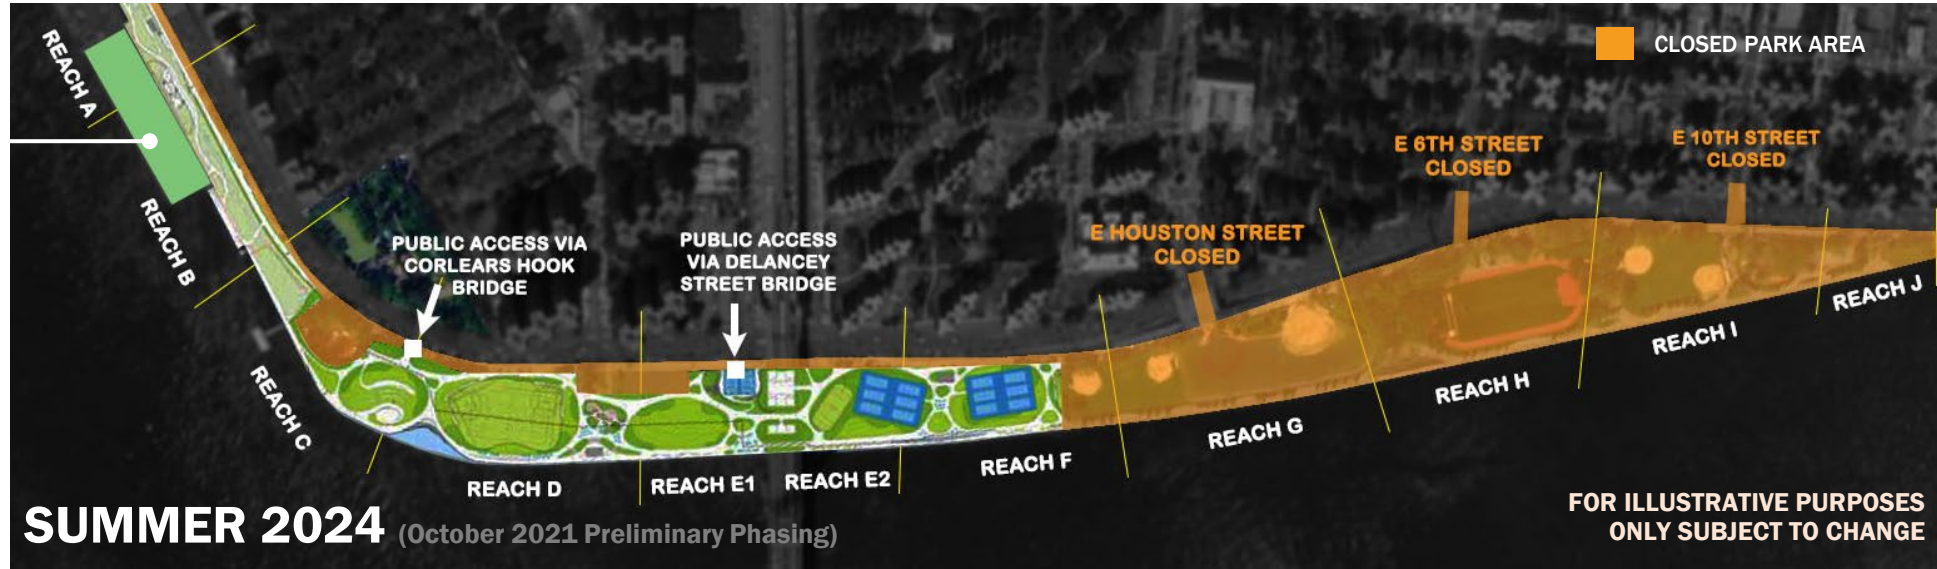 CLOSED PARK AREA
REACH A
REACH B
REACH C
PUBLIC ACCESS VIA
CORLEARS HOOK
BRIDGE
PUBLIC ACCESS
VIA DELANCEY
STREET BRIDGE
E HOUSTON STREET
CLOSED
E 6TH STREET
CLOSED
E 10TH STREET
CLOSED
REACH D
REACH E1
REACH E2
REACH F
REACH G
REACH H
REACH I
REACH J
SUMMER 2024 (October 2021 Preliminary Phasing)
FOR ILLUSTRATIVE PURPOSES
ONLY SUBJECT TO CHANGE